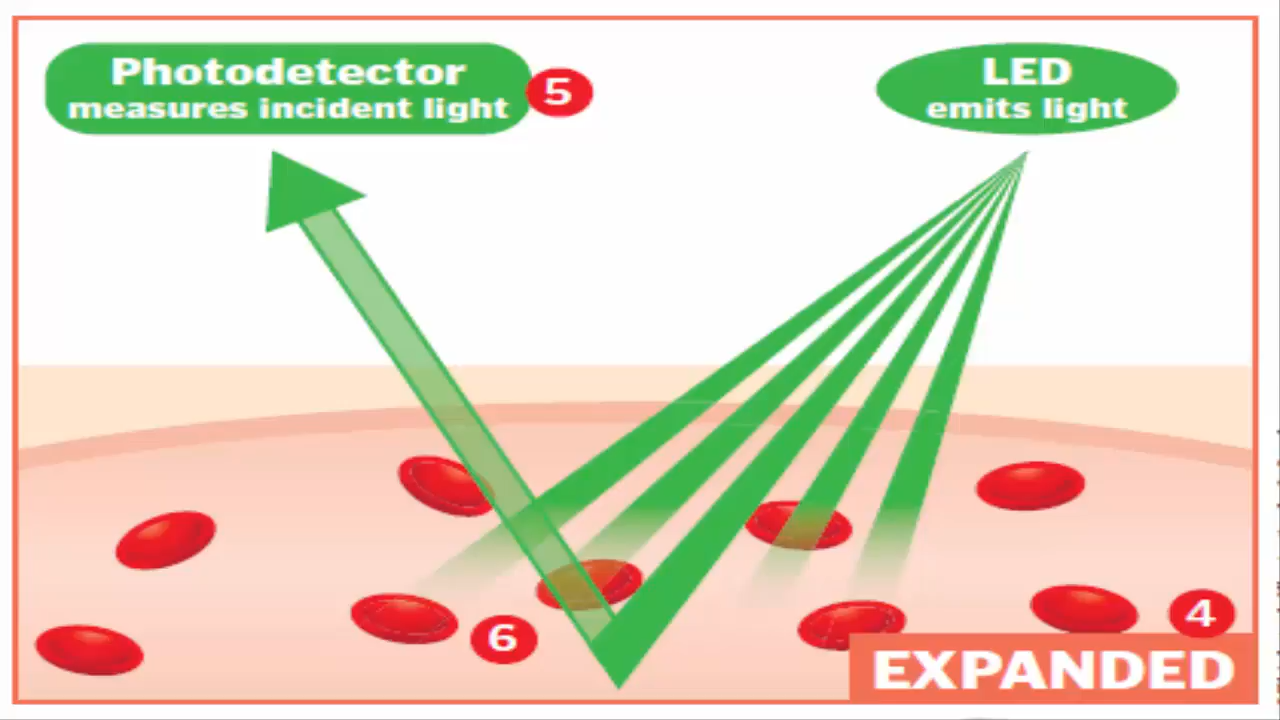 Photodetector
measures incident light
5
LED
emits light
6
4
EXPANDED